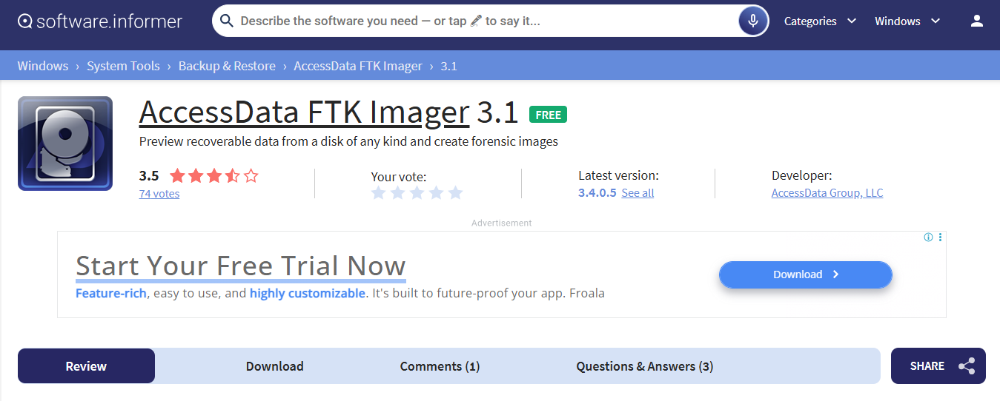 software.informer
Describe the software you need — or tap 🎤 to say it...
Categories
Windows
Windows › System Tools › Backup & Restore › AccessData FTK Imager › 3.1
AccessData FTK Imager 3.1 FREE
Preview recoverable data from a disk of any kind and create forensic images
3.5
74 votes
Your vote:
Latest version:
3.4.0.5 See all
Developer:
AccessData Group, LLC
Advertisement
Start Your Free Trial Now
Feature-rich, easy to use, and highly customizable. It's built to future-proof your app. Froala
Download
Review
Download
Comments (1)
Questions & Answers (3)
SHARE